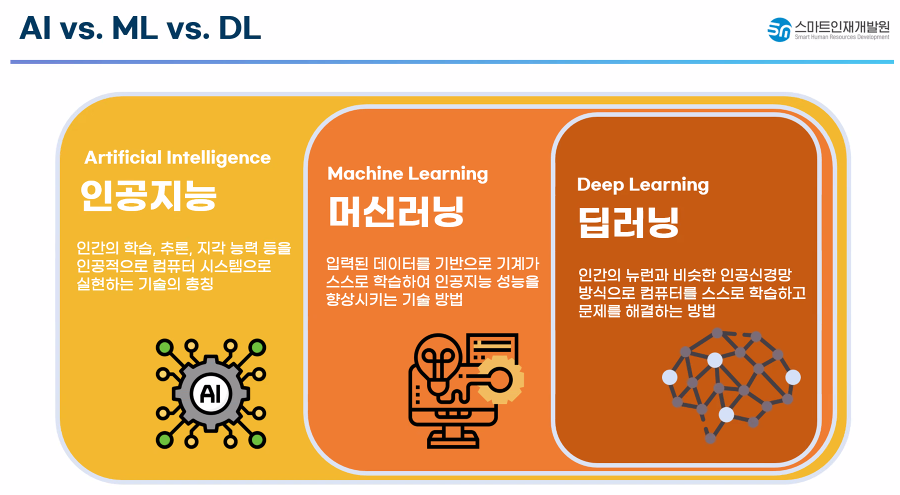 AI vs. ML vs. DL
스마트인재개발원
Smart Human Resources Development
Artificial Intelligence
인공지능
인간의 학습, 추론, 지각 능력 등을
인공적으로 컴퓨터 시스템으로
실현하는 기술의 총칭
AI
Machine Learning
머신러닝
입력된 데이터를 기반으로 기계가
스스로 학습하여 인공지능 성능을
향상시키는 기술 방법
Deep Learning
딥러닝
인간의 뉴런과 비슷한 인공신경망
방식으로 컴퓨터를 스스로 학습하고
문제를 해결하는 방법